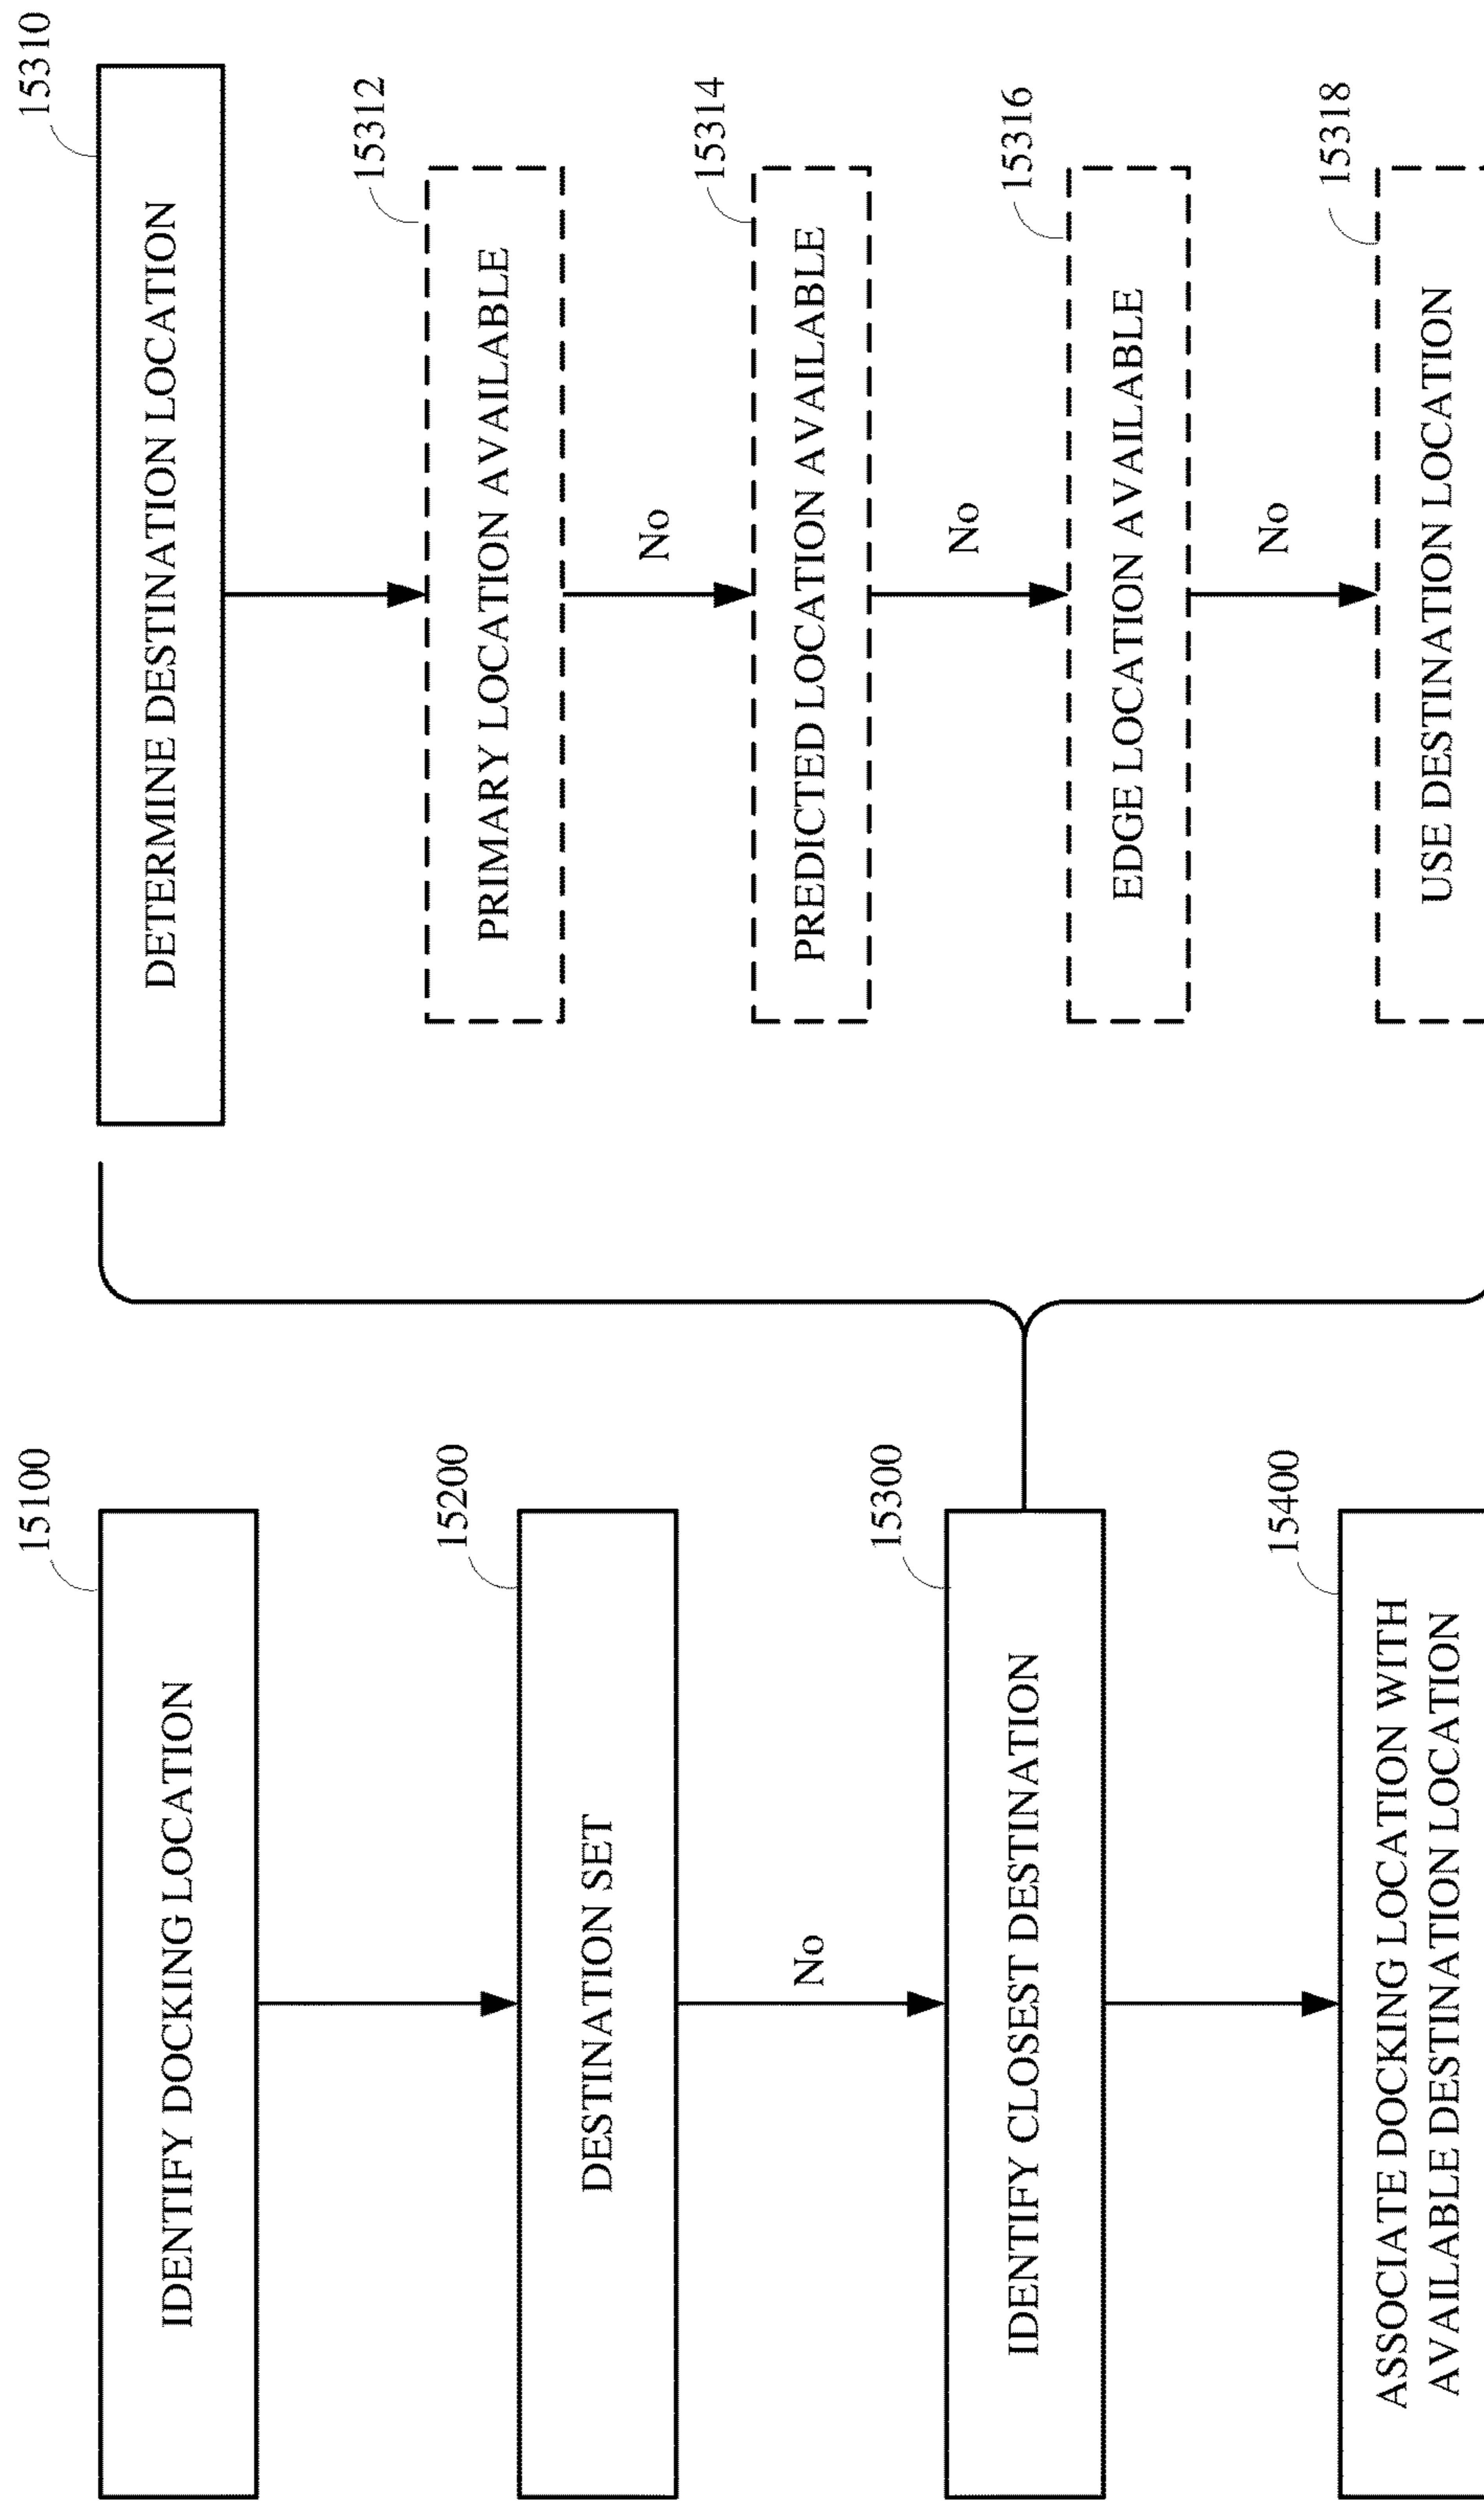 15100
IDENTIFY DOCKING LOCATION
15200
DESTINATION SET
No
15300
IDENTIFY CLOSEST DESTINATION
15400
ASSOCIATE DOCKING LOCATION WITH
AVAILABLE DESTINATION LOCATION
15310
DETERMINE DESTINATION LOCATION
15312
PRIMARY LOCATION AVAILABLE
No
15314
PREDICTED LOCATION AVAILABLE
No
15316
EDGE LOCATION AVAILABLE
No
15318
USE DESTINATION LOCATION